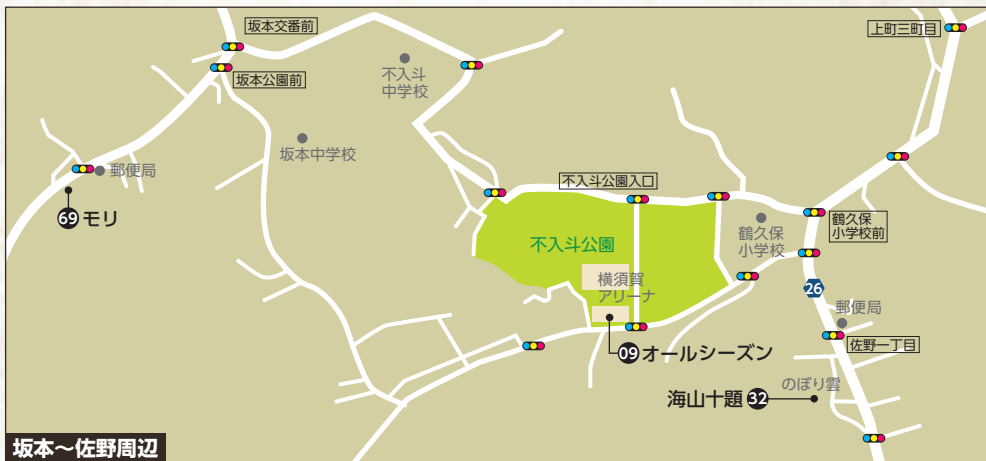 坂本交番前
上町三町目
不入斗
中学校
坂本公園前
坂本中学校
郵便局
不入斗公園入口
69 モリ
鶴久保
小学校
鶴久保
小学校前
不入斗公園
横須賀
アリーナ
26
郵便局
佐野一丁目
09 オールシーズン
のぼり雲
海山十題 32
坂本~佐野周辺